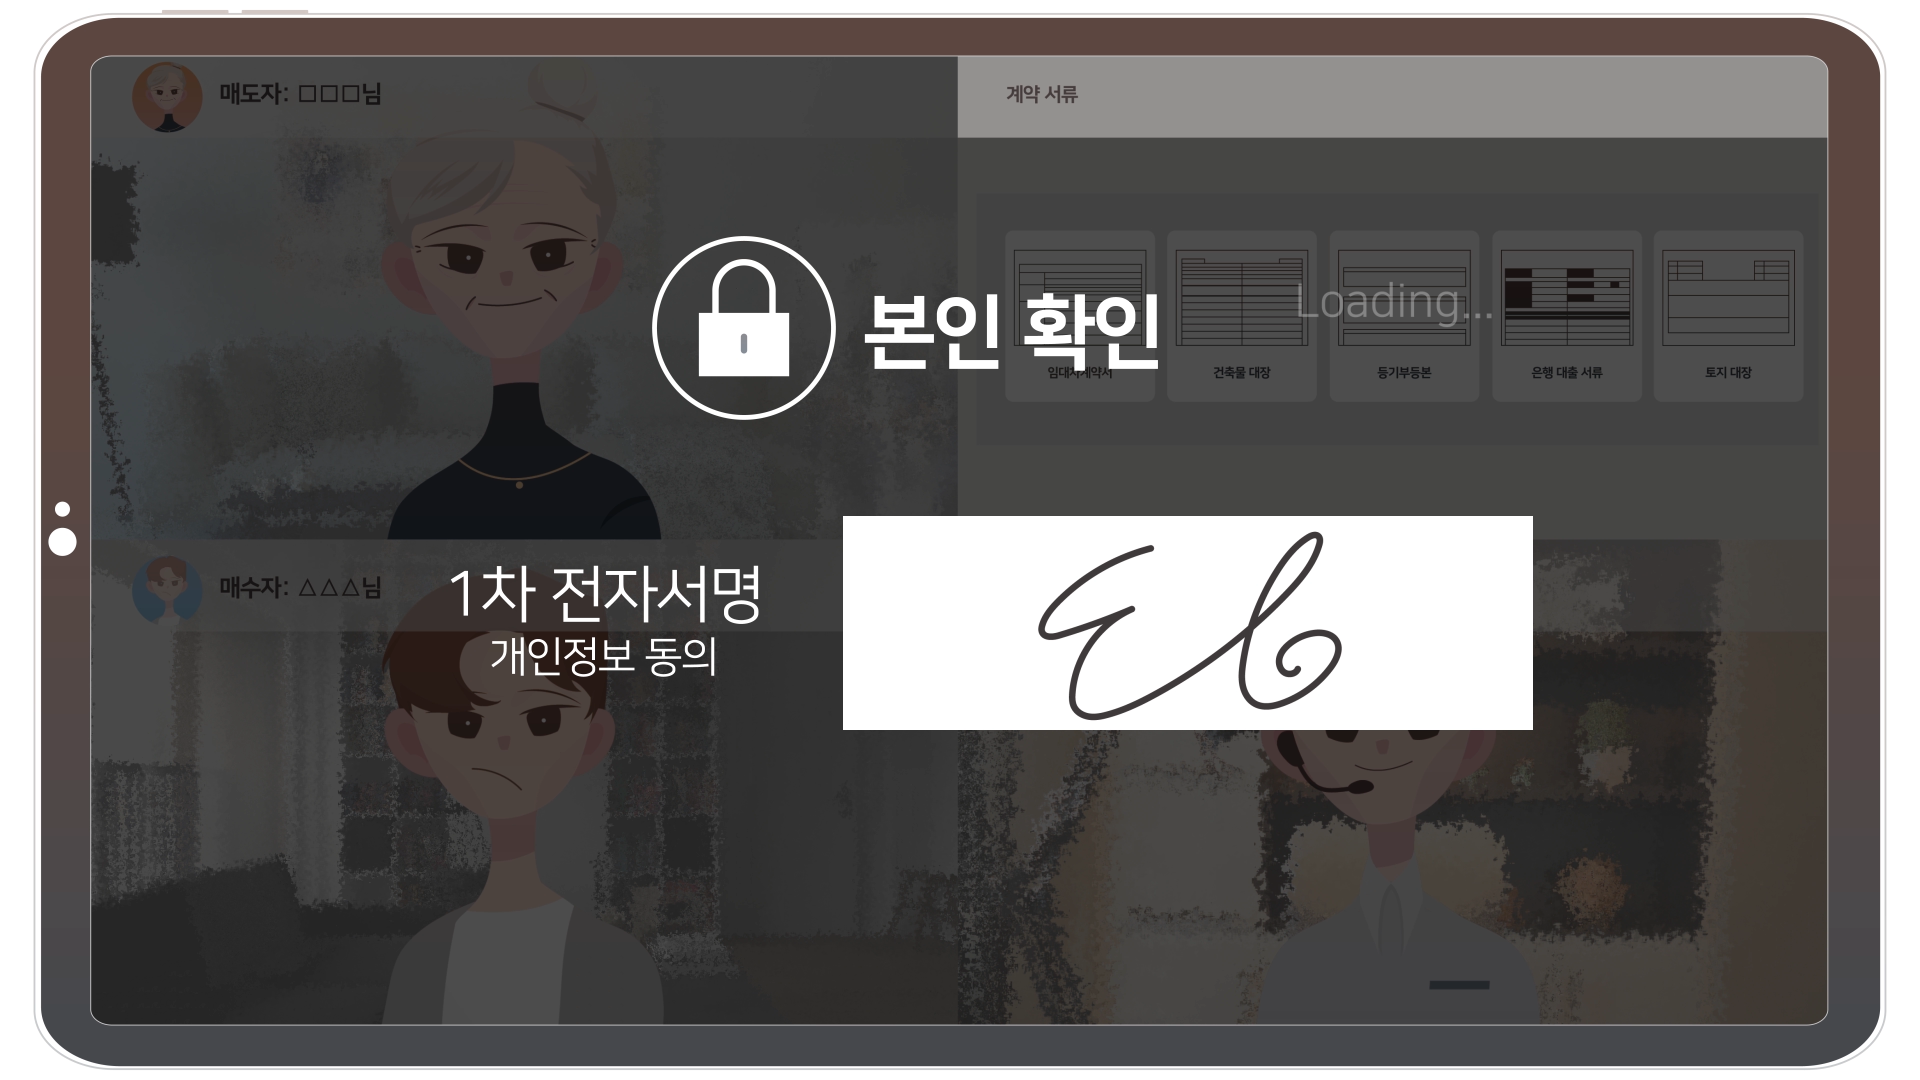 매도자: □□□님
계약 서류
Loading...
본인 확인
임대차계약서
건축물 대장
등기부등본
은행 대출 서류
토지 대장
매수자: △△△님
1차 전자서명
개인정보 동의